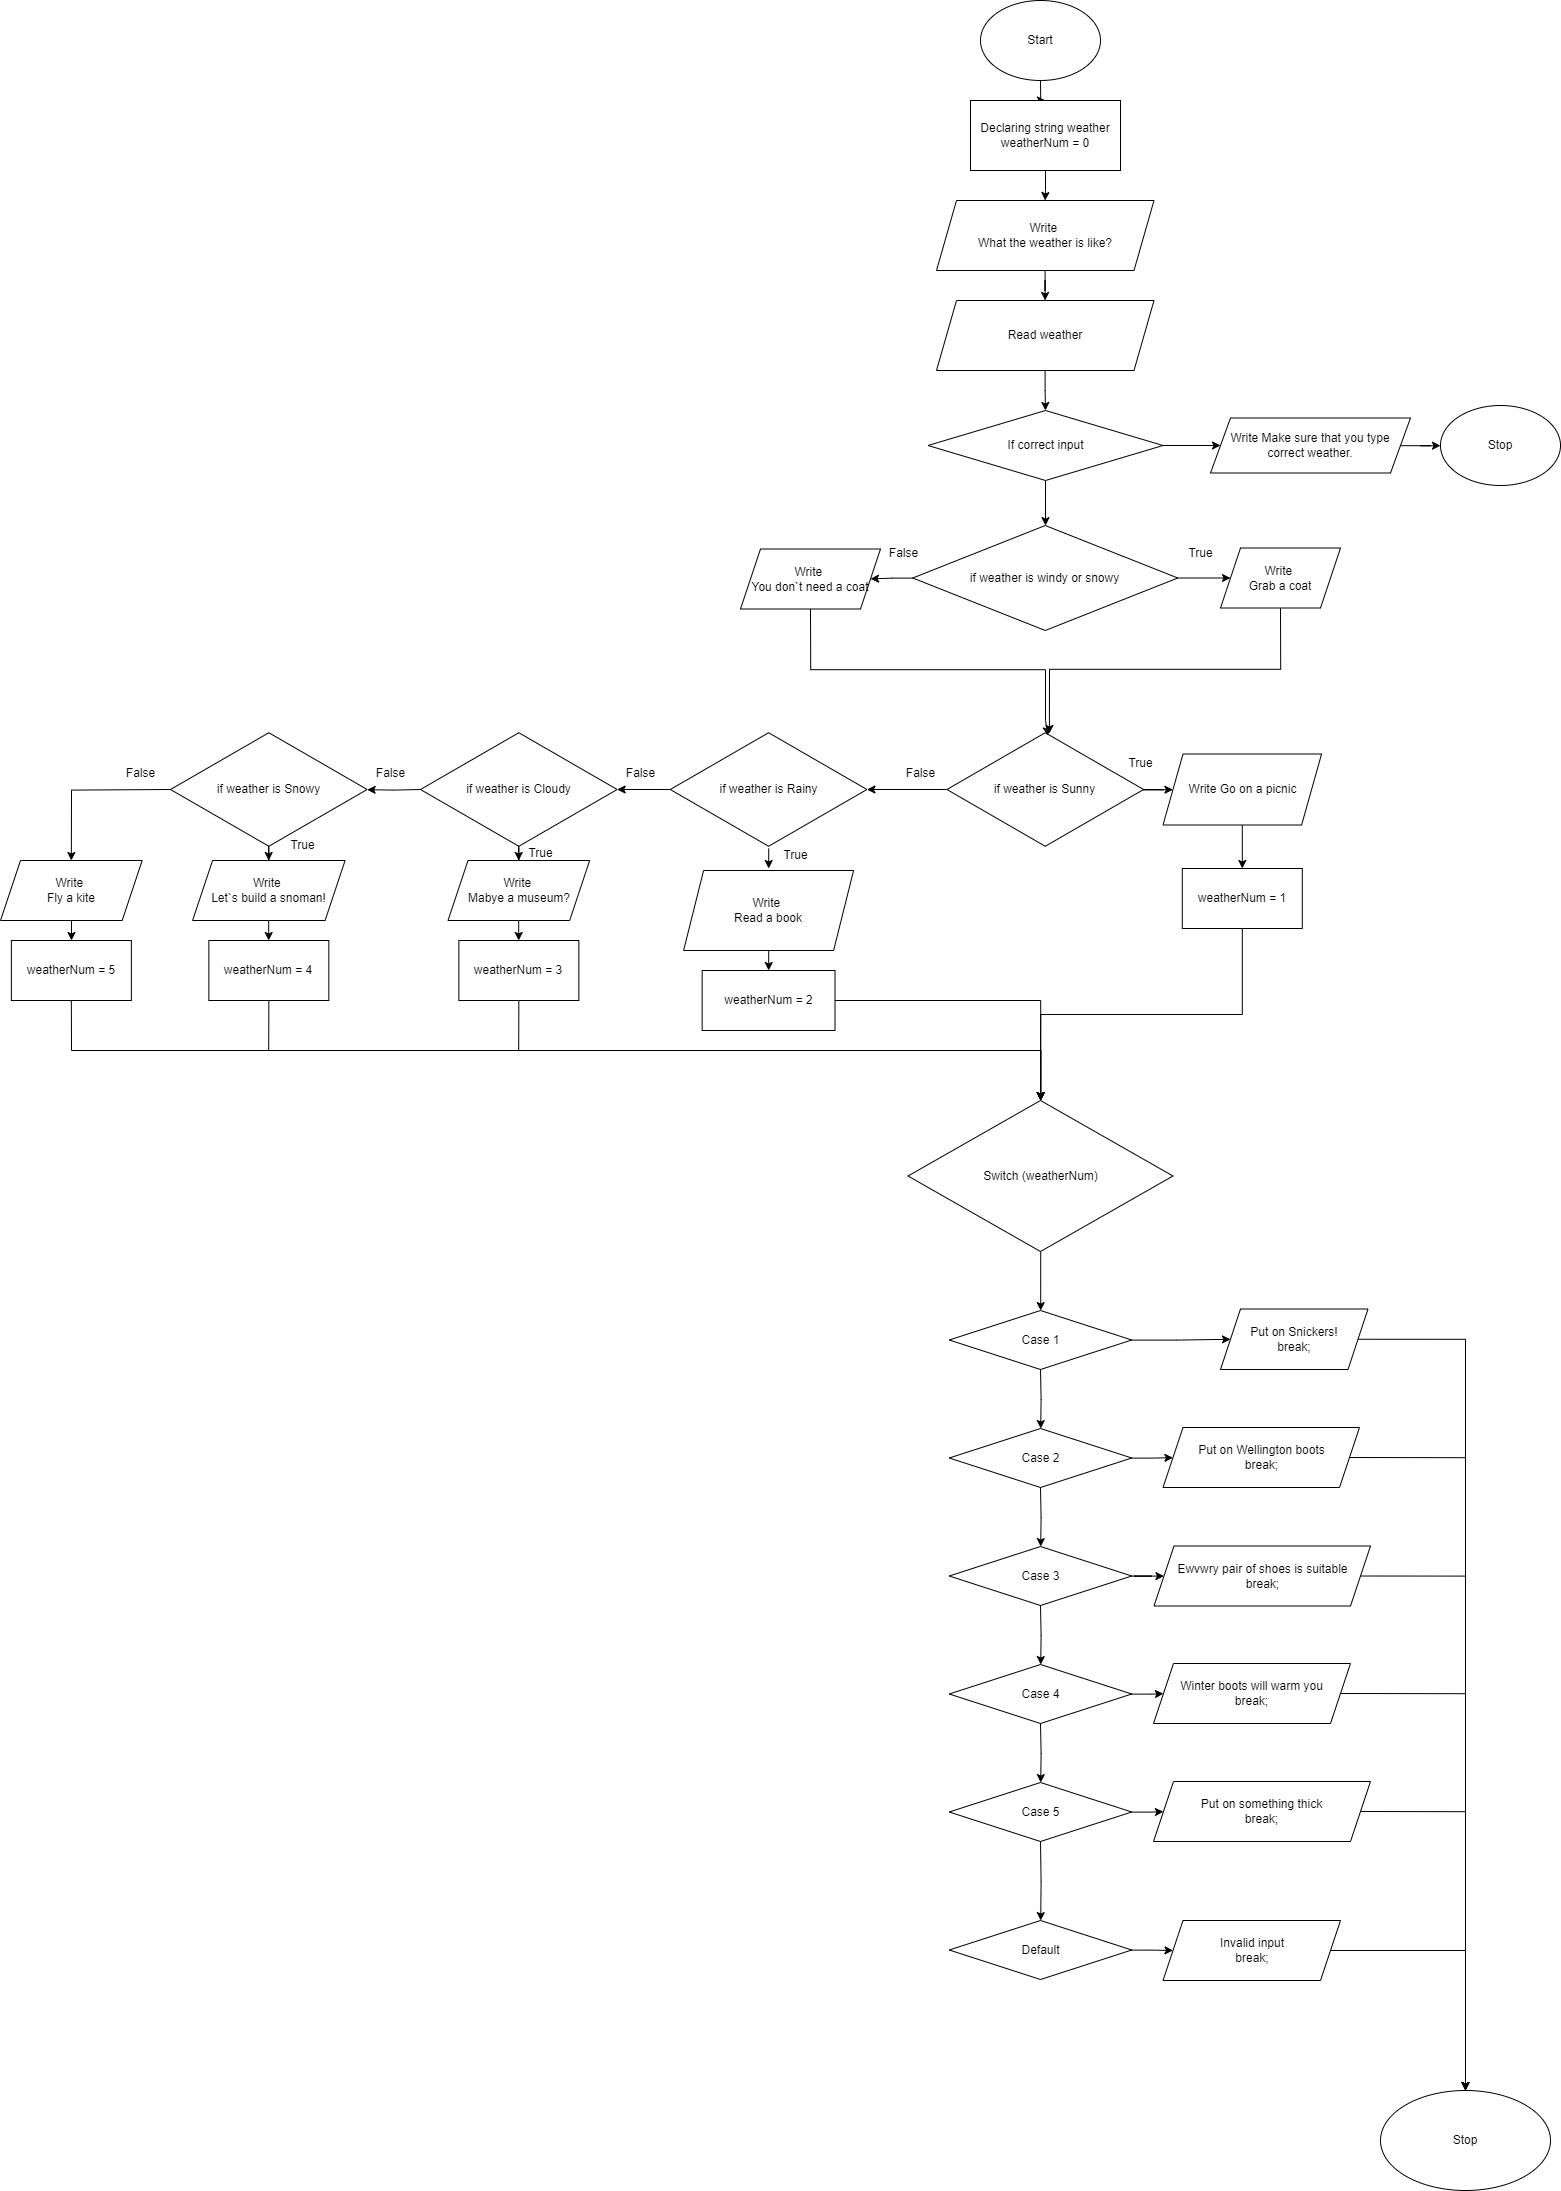 Start
Declaring string weather
weatherNum = 0
Write
What the weather is like?
Read weather
If correct input
Write Make sure that you type
correct weather.
Stop
False
True
Write
You don`t need a coat
if weather is windy or snowy
Write
Grab a coat
False
if weather is Snowy
False
if weather is Cloudy
False
if weather is Rainy
False
if weather is Sunny
True
Write Go on a picnic
True
True
True
Write
Fly a kite
Write
Let`s build a snoman!
Write
Mabye a museum?
Write
Read a book
weatherNum = 1
weatherNum = 5
weatherNum = 4
weatherNum = 3
weatherNum = 2
Switch (weatherNum)
Case 1
Put on Snickers!
break;
Case 2
Put on Wellington boots
break;
Case 3
Ewvwry pair of shoes is suitable
break;
Case 4
Winter boots will warm you
break;
Case 5
Put on something thick
break;
Default
Invalid input
break;
Stop